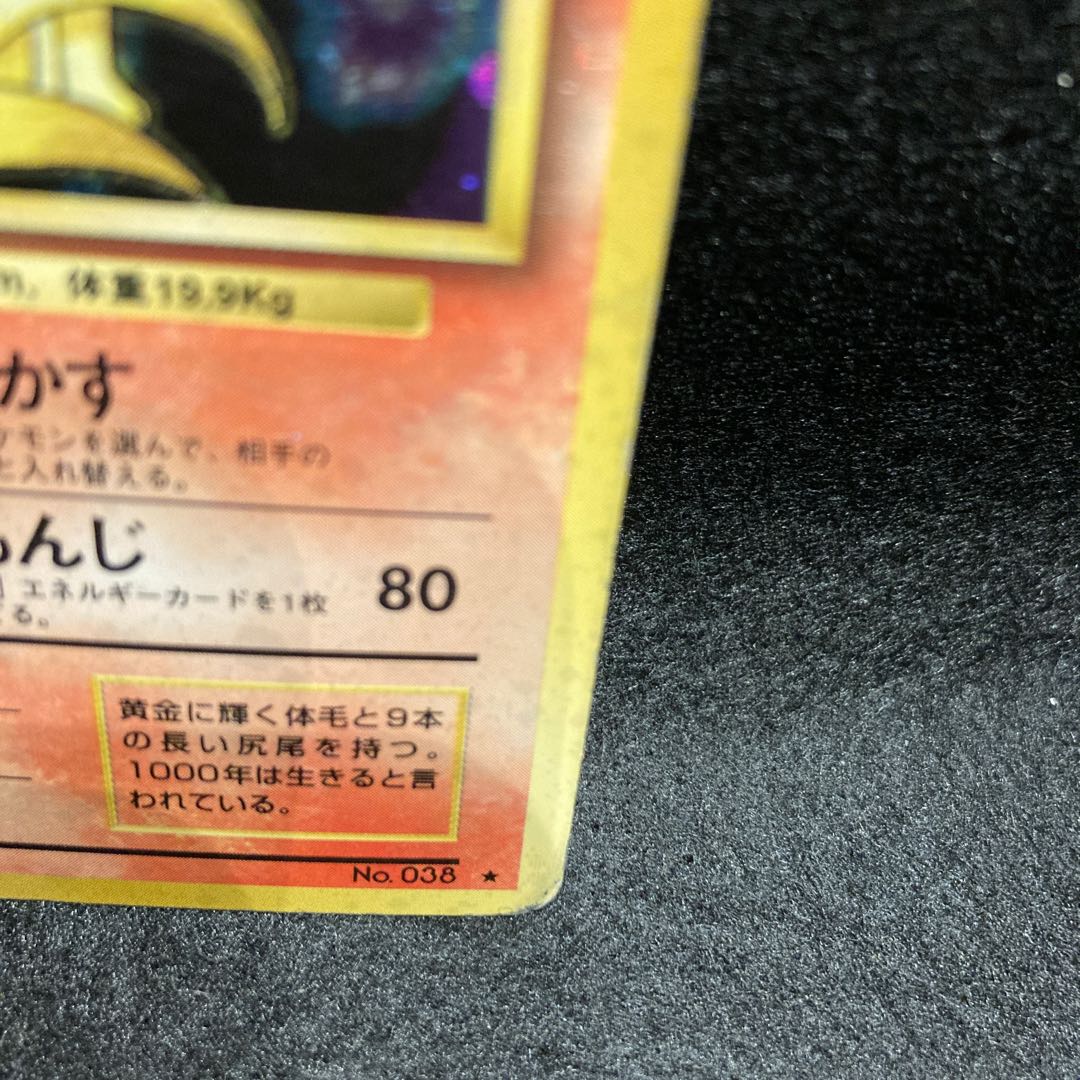 m, 体重19.9Kg
かす
ケモンを選んで、相手の
と入れ替える。
もんじ
エネルギーカードを1枚 80
る。
黄金に輝く体毛と9本
の長い尻尾を持つ。
1000年は生きると言
われている。
No. 038 ★